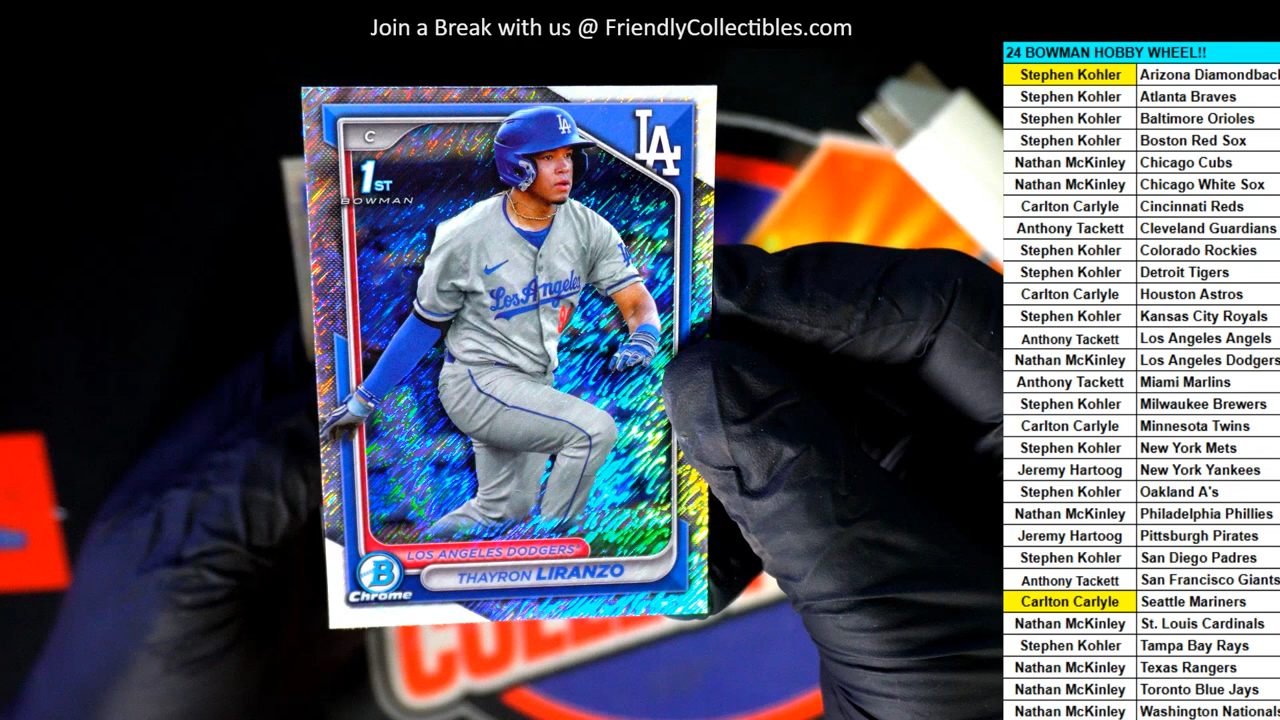 Join a Break with us @ FriendlyCollectibles.com
24 BOWMAN HOBBY WHEEL!!
Stephen Kohler Arizona Diamondbac
Stephen Kohler Atlanta Braves
Stephen Kohler Baltimore Orioles
Stephen Kohler Boston Red Sox
Nathan McKinley Chicago Cubs
Nathan McKinley Chicago White Sox
Carlton Carlyle Cincinnati Reds
Anthony Tackett Cleveland Guardians
Stephen Kohler Colorado Rockies
Stephen Kohler Detroit Tigers
Carlton Carlyle Houston Astros
Stephen Kohler Kansas City Royals
Anthony Tackett Los Angeles Angels
Nathan McKinley Los Angeles Dodgers
Anthony Tackett Miami Marlins
Stephen Kohler Milwaukee Brewers
Carlton Carlyle Minnesota Twins
Stephen Kohler New York Mets
Jeremy Hartoog New York Yankees
Stephen Kohler Oakland A's
Nathan McKinley Philadelphia Phillies
Jeremy Hartoog Pittsburgh Pirates
Stephen Kohler San Diego Padres
Anthony Tackett San Francisco Giants
Carlton Carlyle Seattle Mariners
Nathan McKinley St. Louis Cardinals
Stephen Kohler Tampa Bay Rays
Nathan McKinley Texas Rangers
Nathan McKinley Toronto Blue Jays
Nathan McKinley Washington Nationals
C
LA
1ST
BOWMAN
LA
Los Angeles
LOS ANGELES DODGERS
THAYRON LIRANZO
B
Chrome